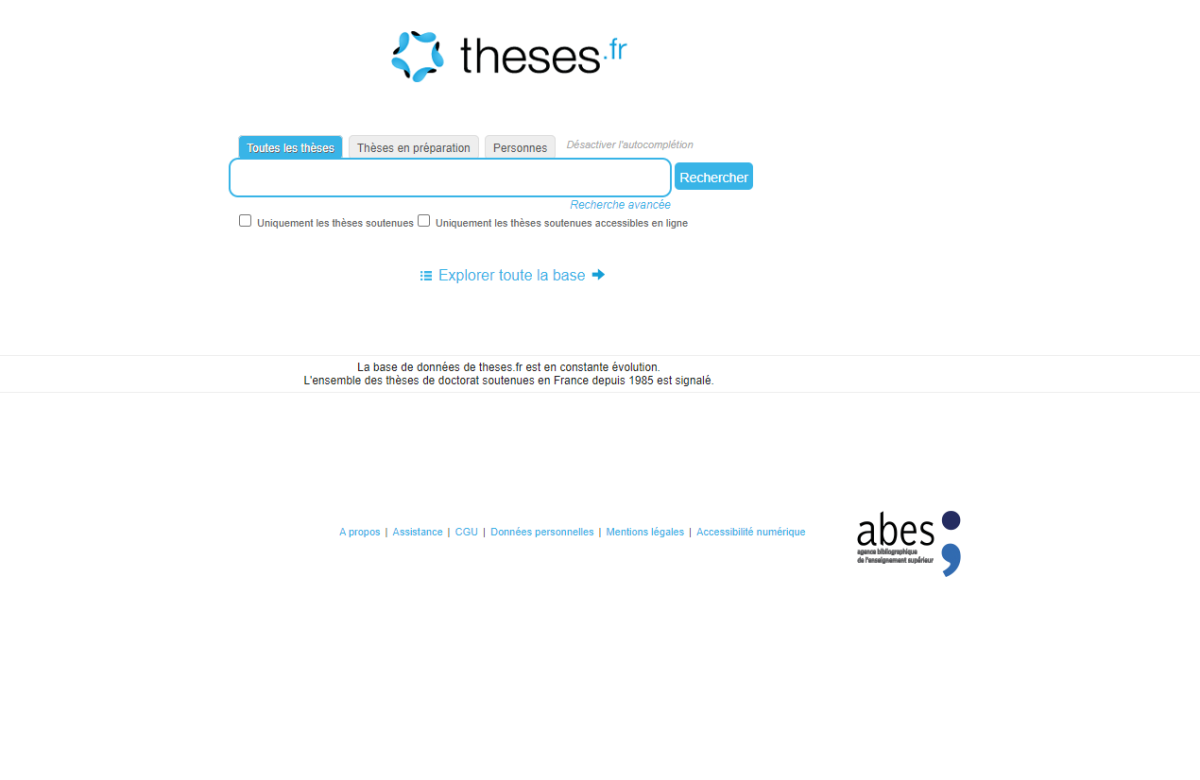 theses.fr
Toutes les thèses
Thèses en préparation
Personnes
Désactiver l'autocomplétion
Rechercher
Recherche avancée
Uniquement les thèses soutenues
Uniquement les thèses soutenues accessibles en ligne
Explorer toute la base
La base de données de theses.fr est en constante évolution.
L'ensemble des thèses de doctorat soutenues en France depuis 1985 est signalé.
A propos | Assistance | CGU | Données personnelles | Mentions légales | Accessibilité numérique
abes
agence bibliographique
de l'enseignement supérieur